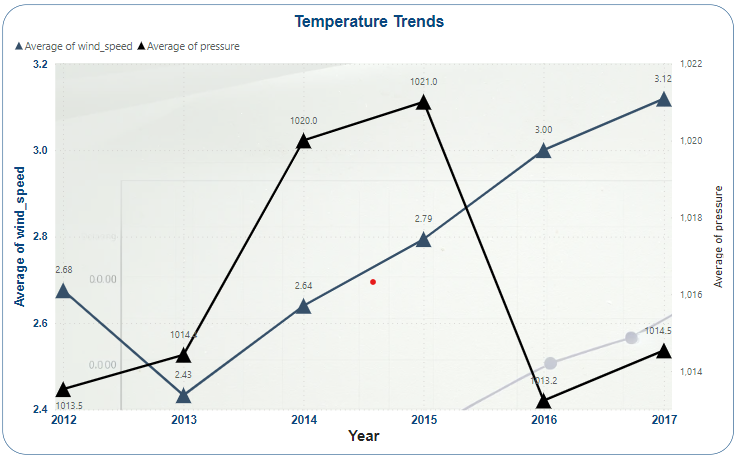 Temperature Trends
Average of wind_speed Average of pressure
3.2 1,022
1021.0 3.12
1020.0 3.00 1,020
3.0
Average of wind_speed
Average of pressure
2.79 1,018
2.8
2.68 2.64 0.0.00 1,016
2.6
1014.5
0.0.00 2.43 1,014
1013.5 1013.2
2.4
2012 2013 2014 2015 2016 2017
Year